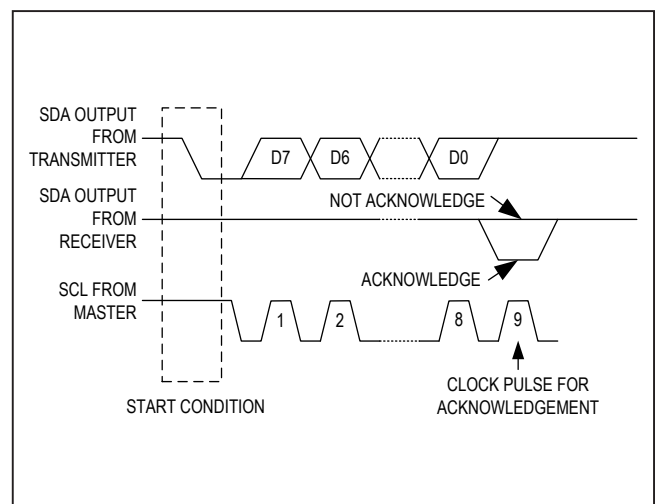 SDA OUTPUT
FROM
TRANSMITTER
D7
D6
D0
SDA OUTPUT
FROM
RECEIVER
NOT ACKNOWLEDGE
ACKNOWLEDGE
SCL FROM
MASTER
1
2
8
9
START CONDITION
CLOCK PULSE FOR
ACKNOWLEDGEMENT